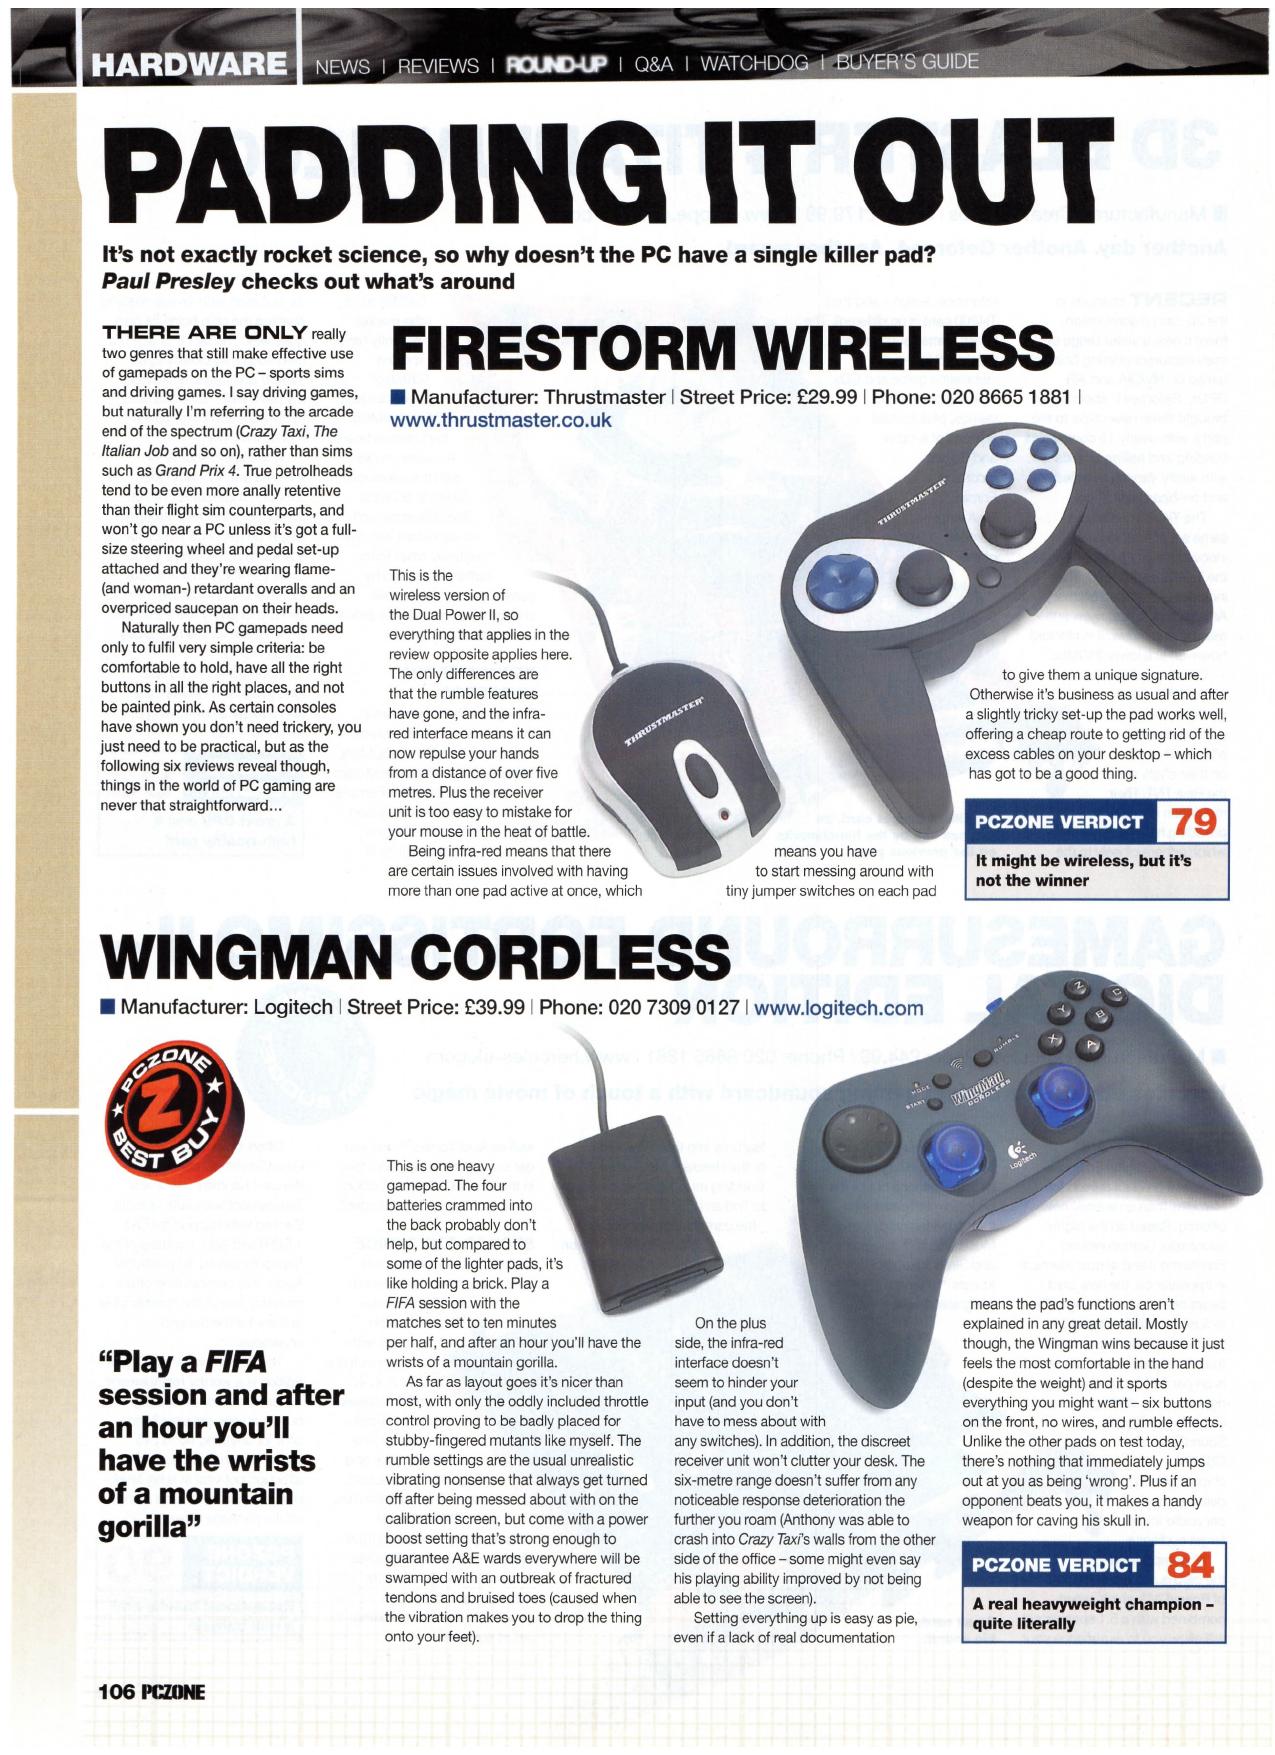 HARDWARE
NEWS | REVIEWS | ROUND-UP | Q&A | WATCHDOG | BUYER'S GUIDE
PADDING IT OUT
It's not exactly rocket science, so why doesn't the PC have a single killer pad?
Paul Presley checks out what's around
THERE ARE ONLY really
two genres that still make effective use
of gamepads on the PC – sports sims
and driving games. I say driving games,
but naturally I'm referring to the arcade
end of the spectrum (Crazy Taxi, The
Italian Job and so on), rather than sims
such as Grand Prix 4. True petrolheads
tend to be even more anally retentive
than their flight sim counterparts, and
won't go near a PC unless it's got a full-
size steering wheel and pedal set-up
attached and they're wearing flame-
(and woman-) retardant overalls and an
overpriced saucepan on their heads.
Naturally then PC gamepads need
only to fulfil very simple criteria: be
comfortable to hold, have all the right
buttons in all the right places, and not
be painted pink. As certain consoles
have shown you don't need trickery, you
just need to be practical, but as the
following six reviews reveal though,
things in the world of PC gaming are
never that straightforward...
FIRESTORM WIRELESS
■ Manufacturer: Thrustmaster | Street Price: £29.99 | Phone: 020 8665 1881 |
www.thrustmaster.co.uk
This is the
wireless version of
the Dual Power II, so
everything that applies in the
review opposite applies here.
The only differences are
that the rumble features
have gone, and the infra-
red interface means it can
now repulse your hands
from a distance of over five
metres. Plus the receiver
unit is too easy to mistake for
your mouse in the heat of battle.
Being infra-red means that there
are certain issues involved with having
more than one pad active at once, which
THRUSTMASTER
THRUSTMASTER
means you have
to start messing around with
tiny jumper switches on each pad
to give them a unique signature.
Otherwise it's business as usual and after
a slightly tricky set-up the pad works well,
offering a cheap route to getting rid of the
excess cables on your desktop – which
has got to be a good thing.
PCZONE VERDICT 79
It might be wireless, but it's
not the winner
WINGMAN CORDLESS
■ Manufacturer: Logitech | Street Price: £39.99 | Phone: 020 7309 0127 | www.logitech.com
PCZONE
Z
BEST BUY
"Play a FIFA
session and after
an hour you'll
have the wrists
of a mountain
gorilla"
This is one heavy
gamepad. The four
batteries crammed into
the back probably don't
help, but compared to
some of the lighter pads, it's
like holding a brick. Play a
FIFA session with the
matches set to ten minutes
per half, and after an hour you'll have the
wrists of a mountain gorilla.
As far as layout goes it's nicer than
most, with only the oddly included throttle
control proving to be badly placed for
stubby-fingered mutants like myself. The
rumble settings are the usual unrealistic
vibrating nonsense that always get turned
off after being messed about with on the
calibration screen, but come with a power
boost setting that's strong enough to
guarantee A&E wards everywhere will be
swamped with an outbreak of fractured
tendons and bruised toes (caused when
the vibration makes you to drop the thing
onto your feet).
On the plus
side, the infra-red
interface doesn't
seem to hinder your
input (and you don't
have to mess about with
any switches). In addition, the discreet
receiver unit won't clutter your desk. The
six-metre range doesn't suffer from any
noticeable response deterioration the
further you roam (Anthony was able to
crash into Crazy Taxi's walls from the other
side of the office – some might even say
his playing ability improved by not being
able to see the screen).
Setting everything up is easy as pie,
even if a lack of real documentation
Z
C
Y
B
X
A
RUMBLE
MODE
START
WingMan
CORDLESS
Logitech
means the pad's functions aren't
explained in any great detail. Mostly
though, the Wingman wins because it just
feels the most comfortable in the hand
(despite the weight) and it sports
everything you might want – six buttons
on the front, no wires, and rumble effects.
Unlike the other pads on test today,
there's nothing that immediately jumps
out at you as being 'wrong'. Plus if an
opponent beats you, it makes a handy
weapon for caving his skull in.
PCZONE VERDICT 84
A real heavyweight champion –
quite literally
106 PCZONE